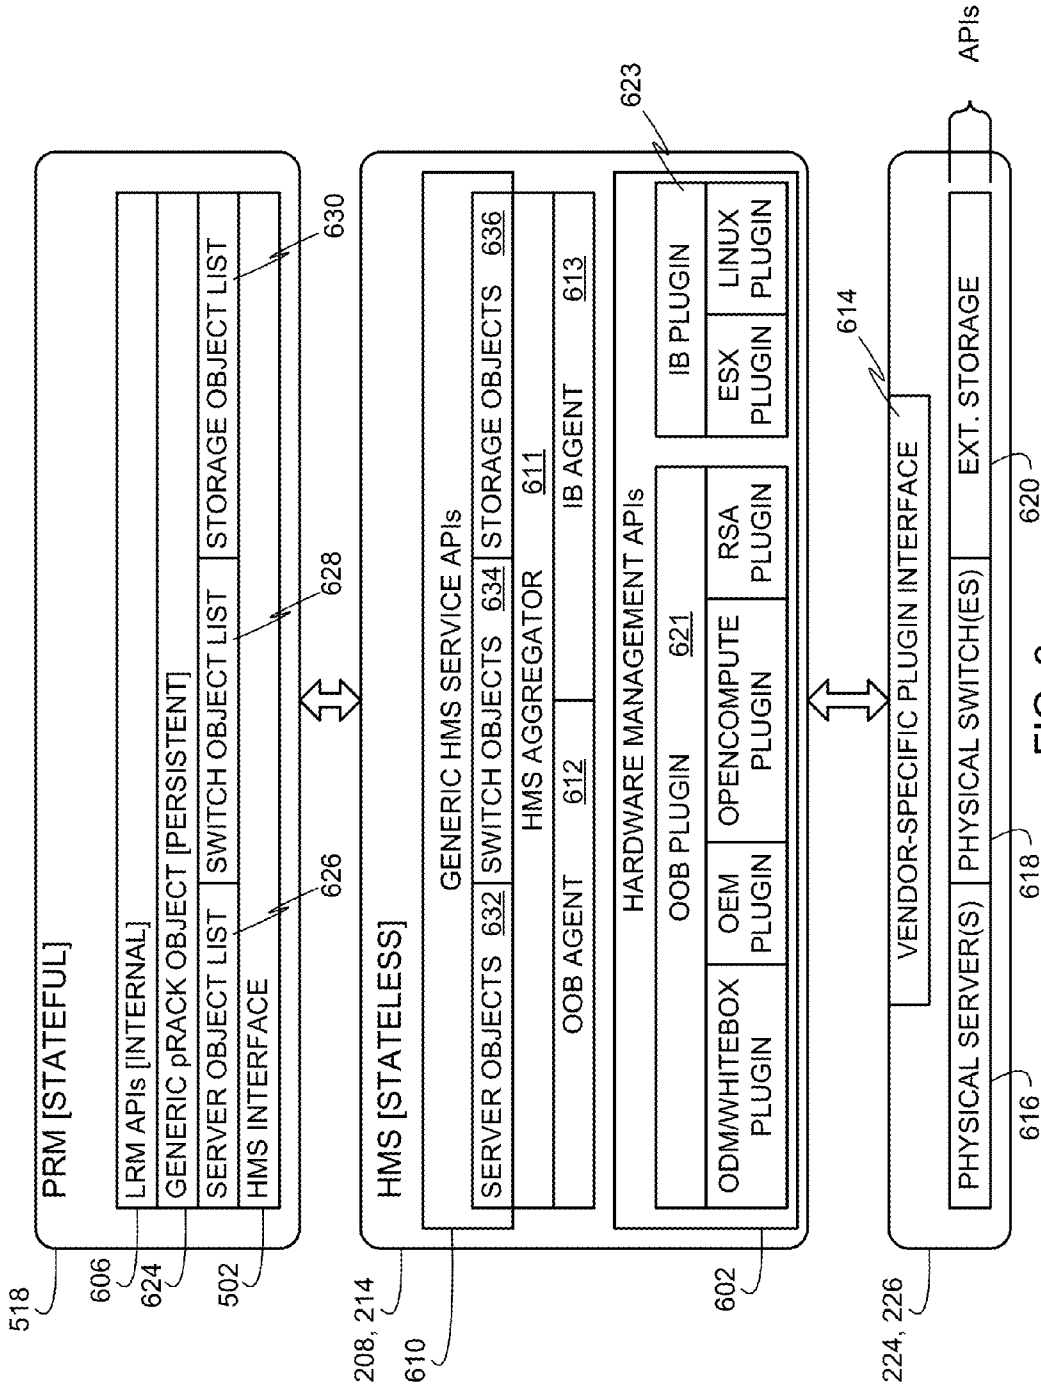 PRM [STATEFUL]
518
LRM APIs [INTERNAL]
606
GENERIC pRACK OBJECT [PERSISTENT]
624
SERVER OBJECT LIST
SWITCH OBJECT LIST
STORAGE OBJECT LIST
HMS INTERFACE
502
626
628
630
HMS [STATELESS]
208, 214
610
GENERIC HMS SERVICE APIs
SERVER OBJECTS 632
SWITCH OBJECTS 634
STORAGE OBJECTS 636
HMS AGGREGATOR 611
OOB AGENT 612
IB AGENT 613
HARDWARE MANAGEMENT APIs
623
OOB PLUGIN 621
IB PLUGIN
ODM/WHITEBOX
PLUGIN
OEM
PLUGIN
OPENCOMPUTE
PLUGIN
RSA
PLUGIN
ESX
PLUGIN
LINUX
PLUGIN
602
614
VENDOR-SPECIFIC PLUGIN INTERFACE
224, 226
PHYSICAL SERVER(S)
PHYSICAL SWITCH(ES)
EXT. STORAGE
APIs
616
618
620